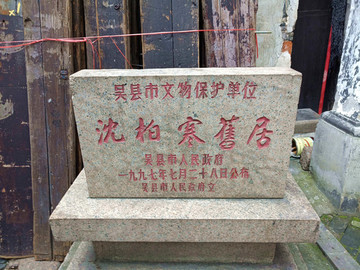 吴县市文物保护单位
沈柏寒舊居
吴县市人民政府
一九九七年七月二十八日公布
吴县市人民政府立